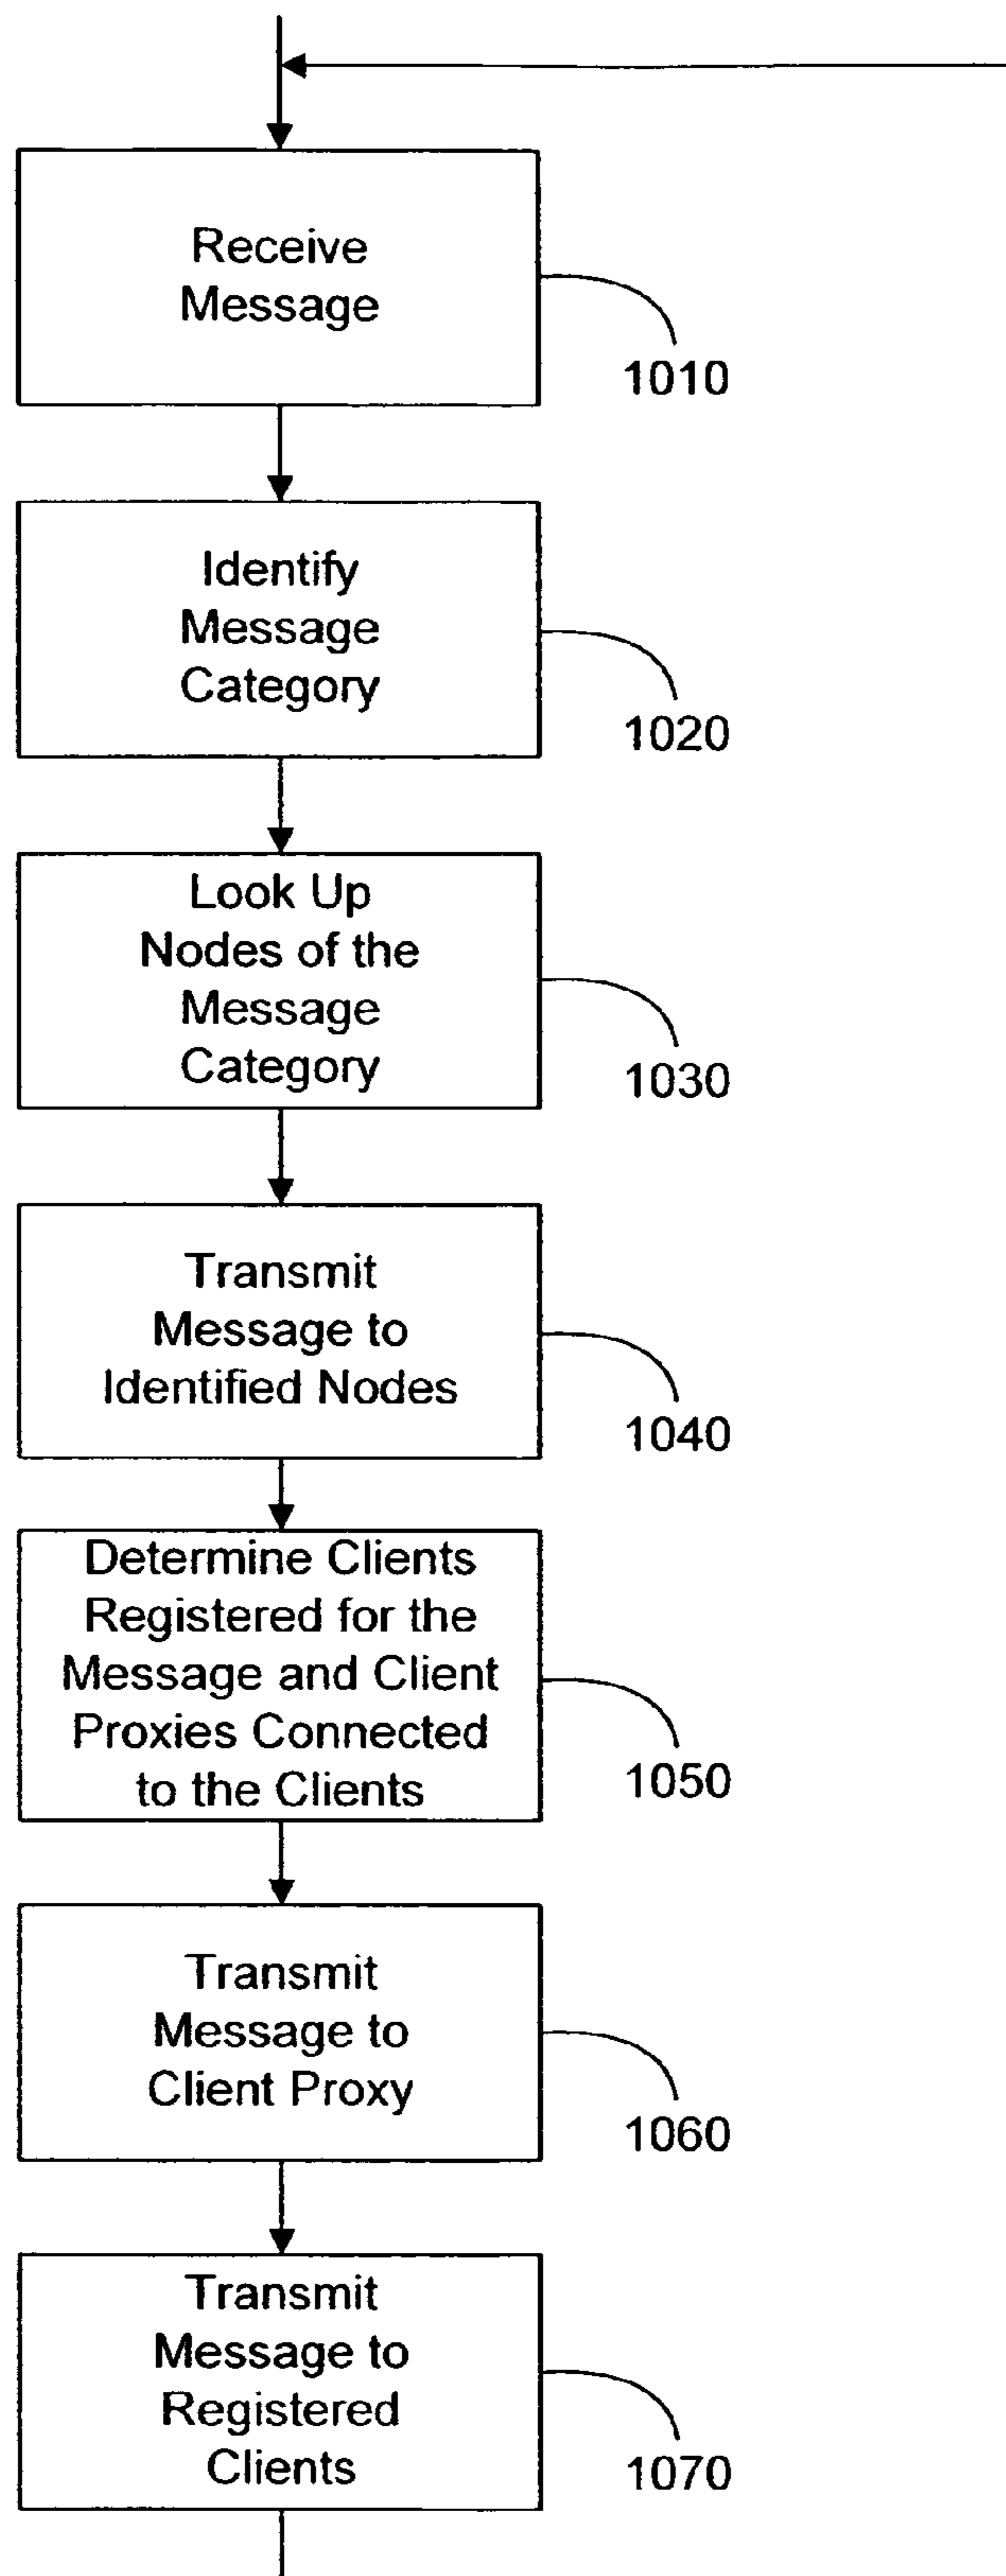 Receive
Message
1010
Identify
Message
Category
1020
Look Up
Nodes of the
Message
Category
1030
Transmit
Message to
Identified Nodes
1040
Determine Clients
Registered for the
Message and Client
Proxies Connected
to the Clients
1050
Transmit
Message to
Client Proxy
1060
Transmit
Message to
Registered
Clients
1070